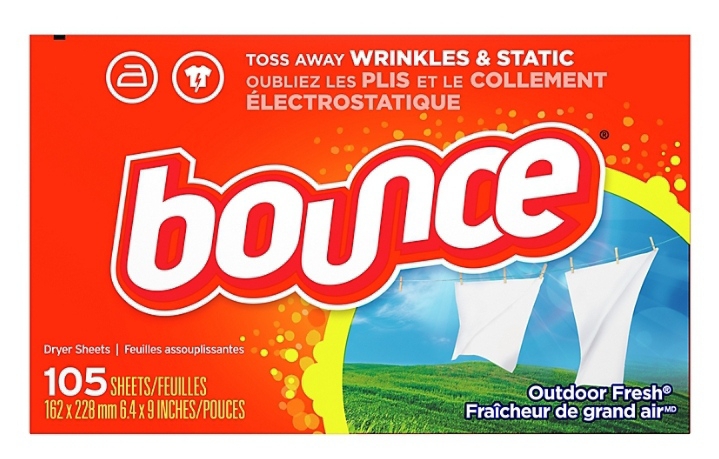 TOSS AWAY WRINKLES & STATIC
OUBLIEZ LES PLIS ET LE COLLEMENT
ÉLECTROSTATIQUE
bounce®
Dryer Sheets | Feuilles assouplissantes
105 SHEETS/FEUILLES
162 x 228 mm 6.4 x 9 INCHES/POUCES
Outdoor Fresh®
Fraîcheur de grand air MD